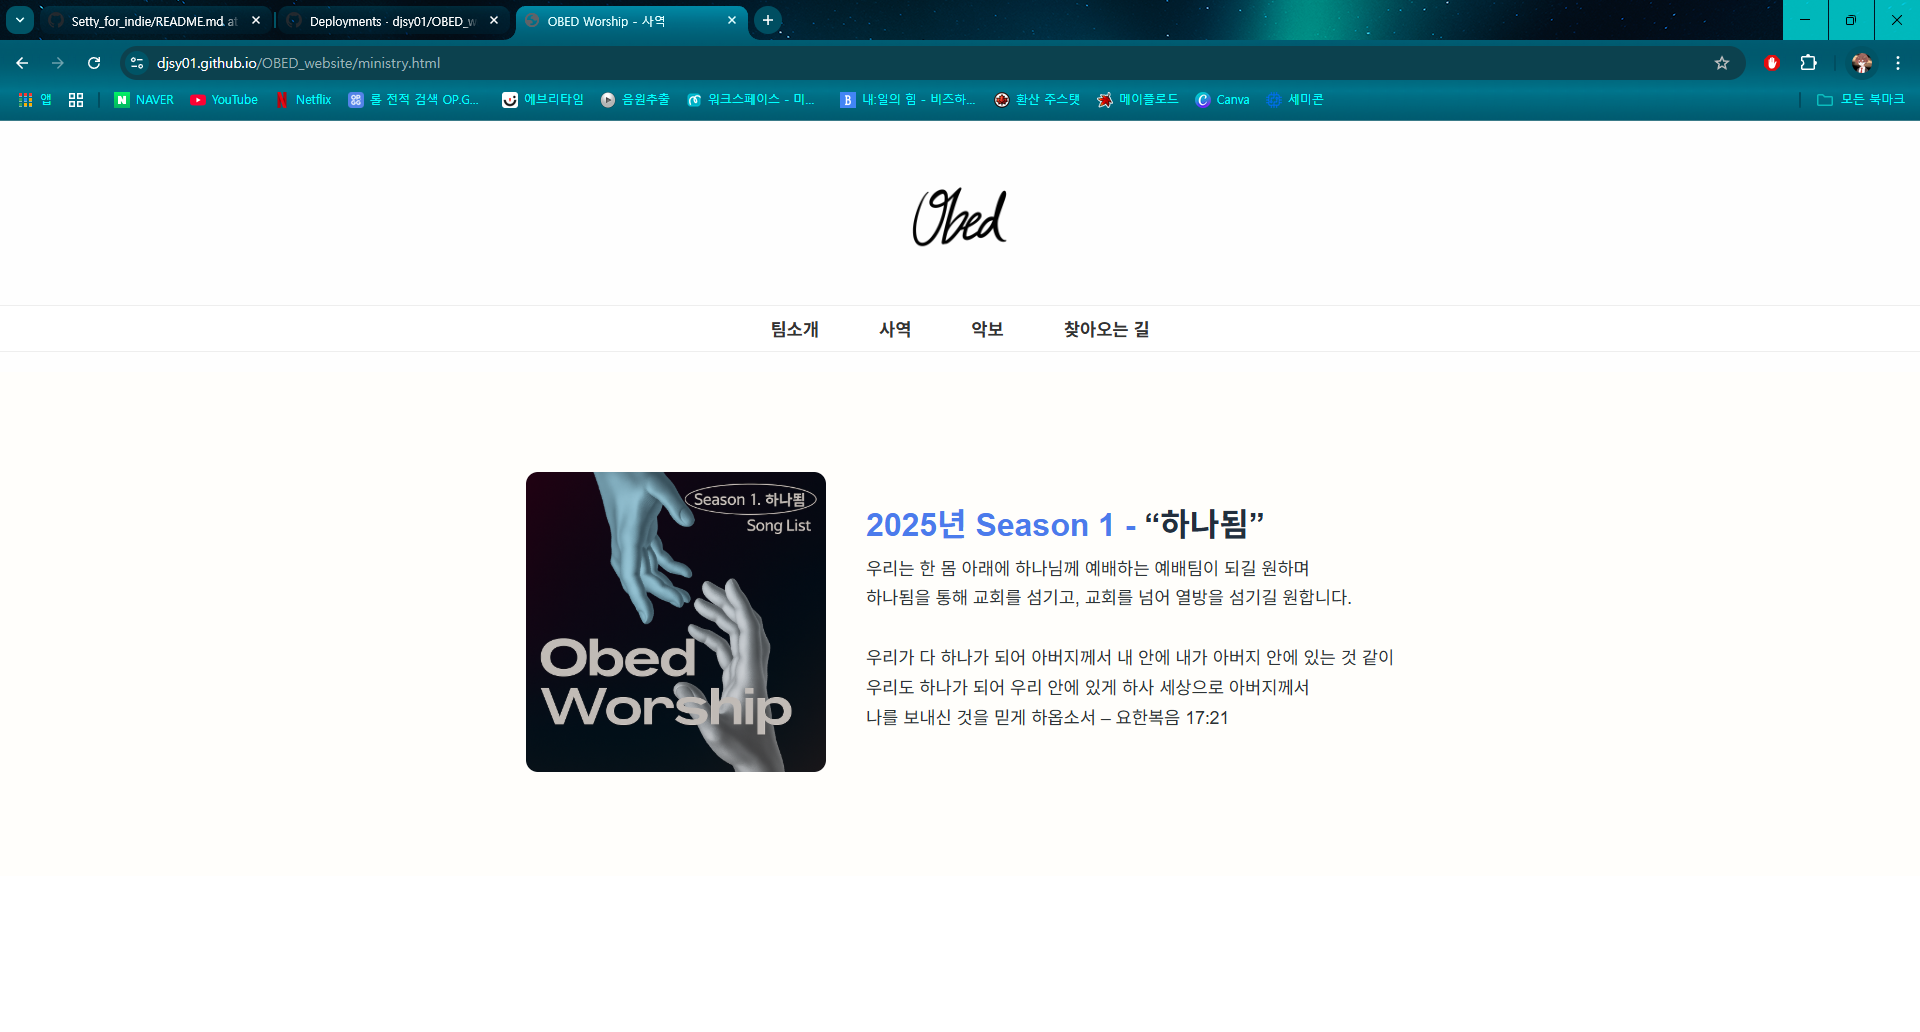 Setty_for_indie/README.md at
Deployments · djsy01/OBED_w
OBED Worship - 사역
djsy01.github.io/OBED_website/ministry.html
앱
NAVER
YouTube
Netflix
롤 전적 검색 OP.G...
에브리타임
음원추출
워크스페이스 - 미...
내:일의 힘 - 비즈하...
환산 주스탯
메이플로드
Canva
세미콘
모든 북마크
Obed
팀소개 사역 악보 찾아오는 길
Season 1. 하나됨
Song List
Obed
Worship
2025년 Season 1 - “하나됨”
우리는 한 몸 아래에 하나님께 예배하는 예배팀이 되길 원하며
하나됨을 통해 교회를 섬기고, 교회를 넘어 열방을 섬기길 원합니다.
우리가 다 하나가 되어 아버지께서 내 안에 내가 아버지 안에 있는 것 같이
우리도 하나가 되어 우리 안에 있게 하사 세상으로 아버지께서
나를 보내신 것을 믿게 하옵소서 – 요한복음 17:21